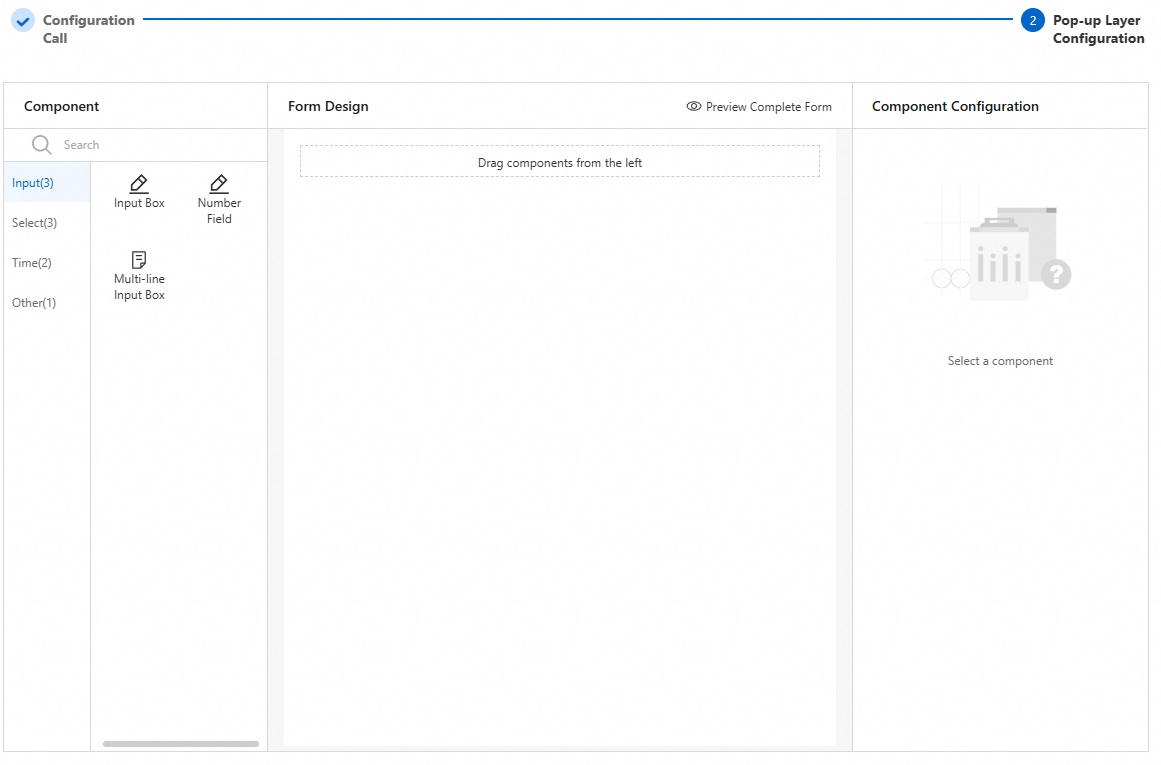 Configuration
Call
2
Pop-up Layer
Configuration
Component
Search
Input(3)
Select(3)
Time(2)
Other(1)
Input Box
Number
Field
Multi-line
Input Box
Form Design
Preview Complete Form
Drag components from the left
Component Configuration
?
Select a component